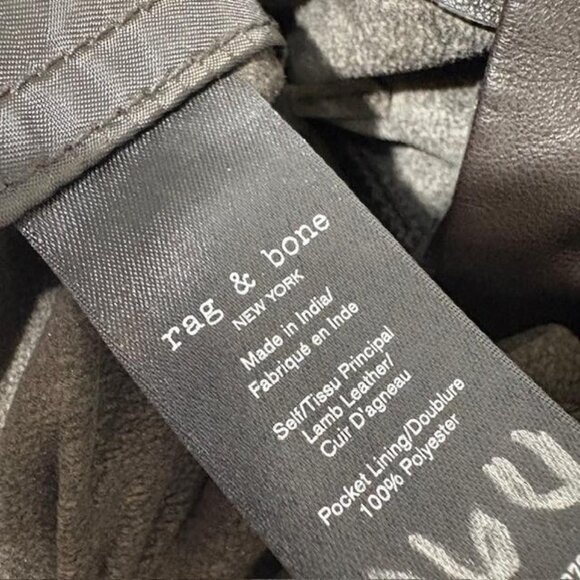 rag & bone
NEW YORK
Made in India/
Fabriqué en Inde
Self/Tissu Principal
Lamb Leather/
Cuir D'agneau
Pocket Lining/Doublure
100% Polyester